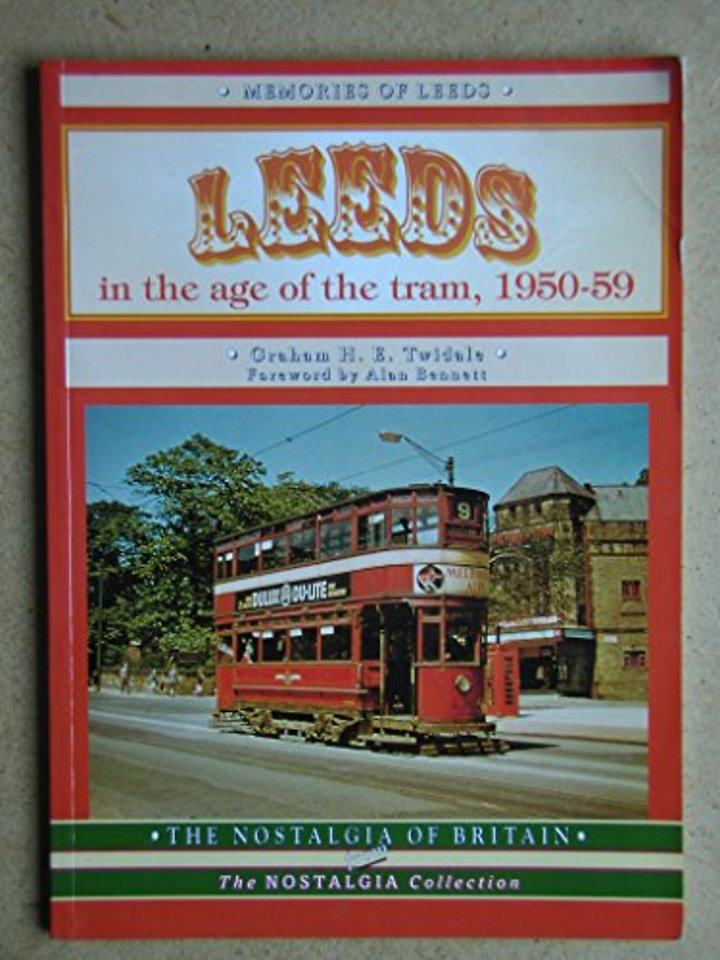 • MEMORIES OF LEEDS •
LEEDS
in the age of the tram, 1950-59
• Graham H. E. Twidale •
Foreword by Alan Bennett
9
DULUX DU-LITE
• THE NOSTALGIA OF BRITAIN •
The NOSTALGIA Collection